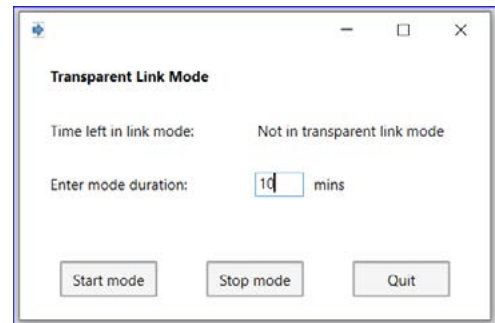 Transparent Link Mode
Time left in link mode: Not in transparent link mode
Enter mode duration: 10 mins
Start mode Stop mode Quit